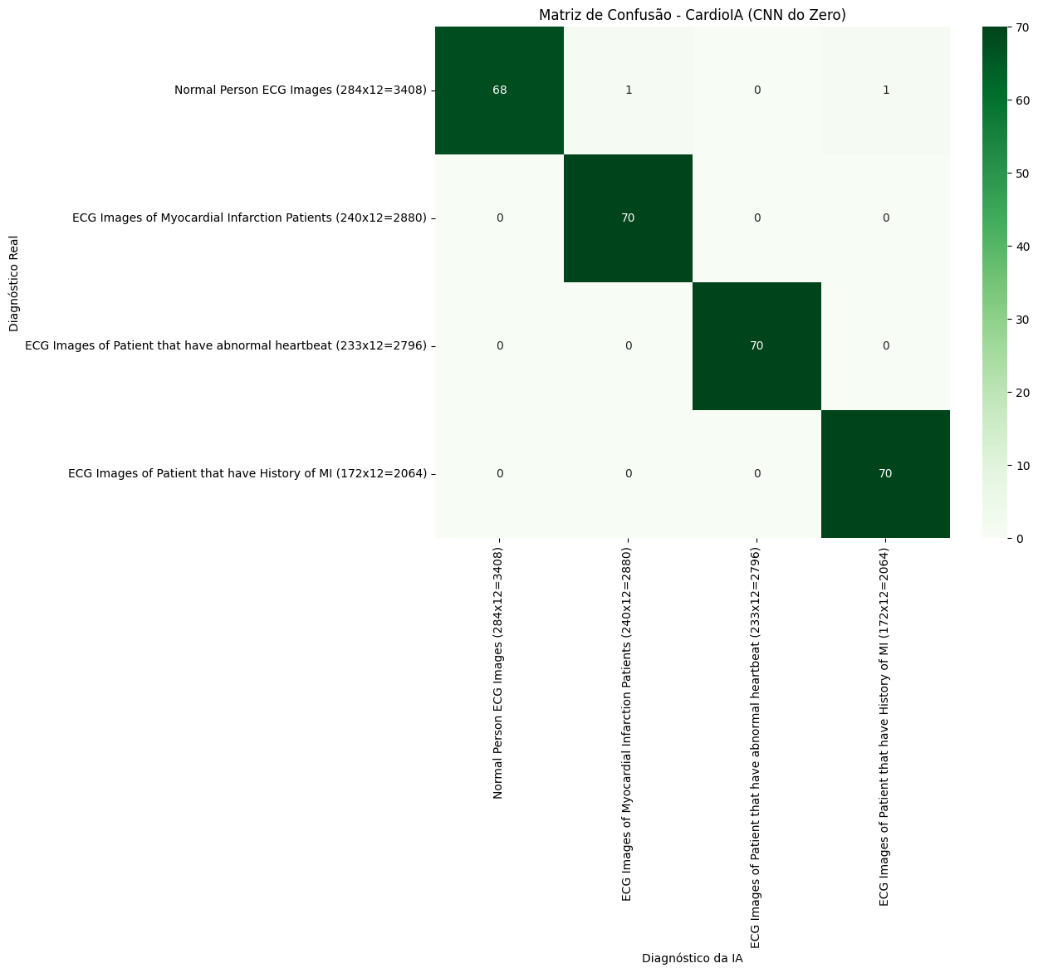 Matriz de Confusão - CardioIA (CNN do Zero)
Diagnóstico Real
Normal Person ECG Images (284x12=3408)
68 1 0 1
ECG Images of Myocardial Infarction Patients (240x12=2880)
0 70 0 0
ECG Images of Patient that have abnormal heartbeat (233x12=2796)
0 0 70 0
ECG Images of Patient that have History of MI (172x12=2064)
0 0 0 70
Normal Person ECG Images (284x12=3408)
ECG Images of Myocardial Infarction Patients (240x12=2880)
ECG Images of Patient that have abnormal heartbeat (233x12=2796)
ECG Images of Patient that have History of MI (172x12=2064)
Diagnóstico da IA
70
60
50
40
30
20
10
0